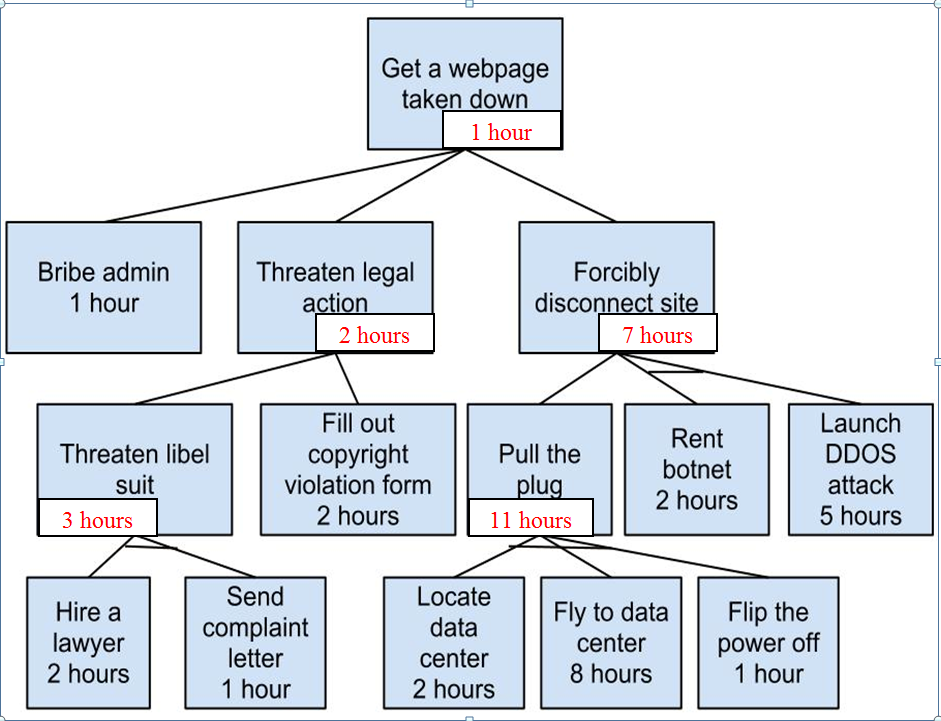 Get a webpage
taken down
1 hour
Bribe admin
1 hour
Threaten legal
action
2 hours
Forcibly
disconnect site
7 hours
Threaten libel
suit
3 hours
Fill out
copyright
violation form
2 hours
Pull the
plug
11 hours
Rent
botnet
2 hours
Launch
DDOS
attack
5 hours
Hire a
lawyer
2 hours
Send
complaint
letter
1 hour
Locate
data
center
2 hours
Fly to data
center
8 hours
Flip the
power off
1 hour